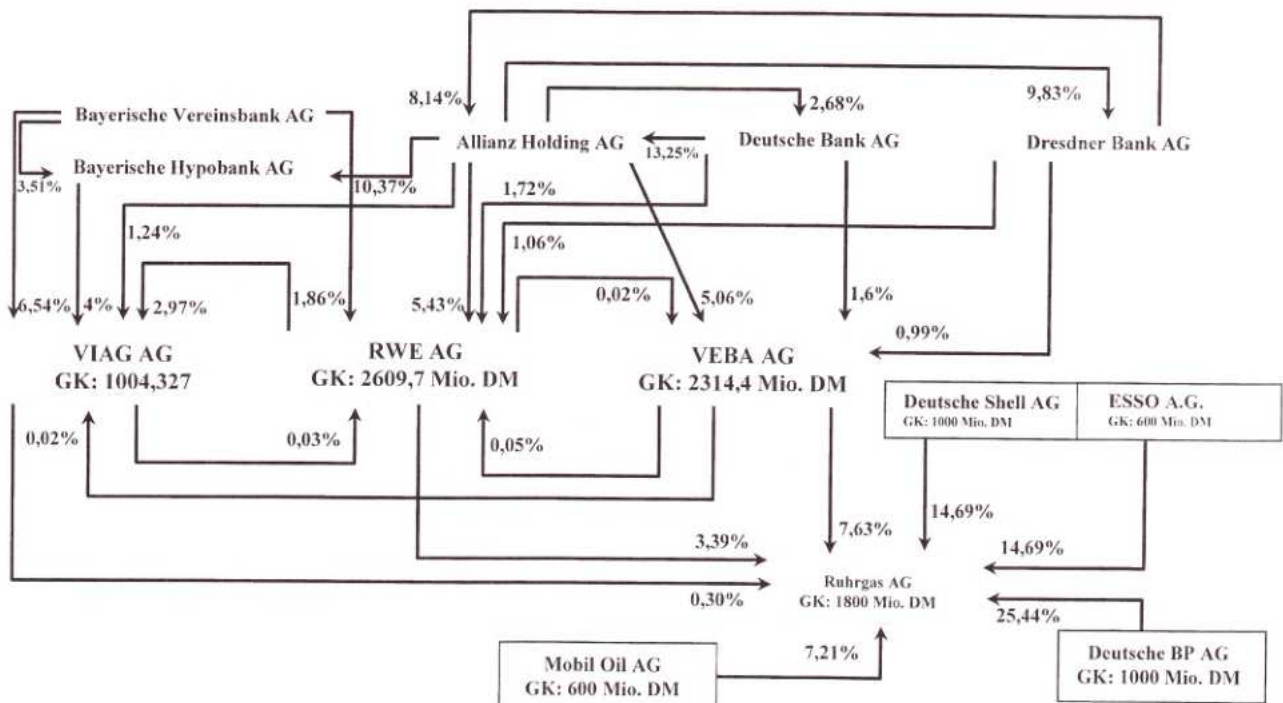 8,14%
2,68%
9,83%
Bayerische Vereinsbank AG
Allianz Holding AG
13,25%
Deutsche Bank AG
Dresdner Bank AG
3,51%
Bayerische Hypobank AG
10,37%
1,72%
1,24%
1,06%
6,54%
4%
2,97%
1,86%
5,43%
0,02%
5,06%
1,6%
0,99%
VIAG AG
GK: 1004,327
RWE AG
GK: 2609,7 Mio. DM
VEBA AG
GK: 2314,4 Mio. DM
Deutsche Shell AG
GK: 1000 Mio. DM
ESSO A.G.
GK: 600 Mio. DM
0,02%
0,03%
0,05%
3,39%
7,63%
14,69%
14,69%
0,30%
Ruhrgas AG
GK: 1800 Mio. DM
25,44%
7,21%
Mobil Oil AG
GK: 600 Mio. DM
Deutsche BP AG
GK: 1000 Mio. DM